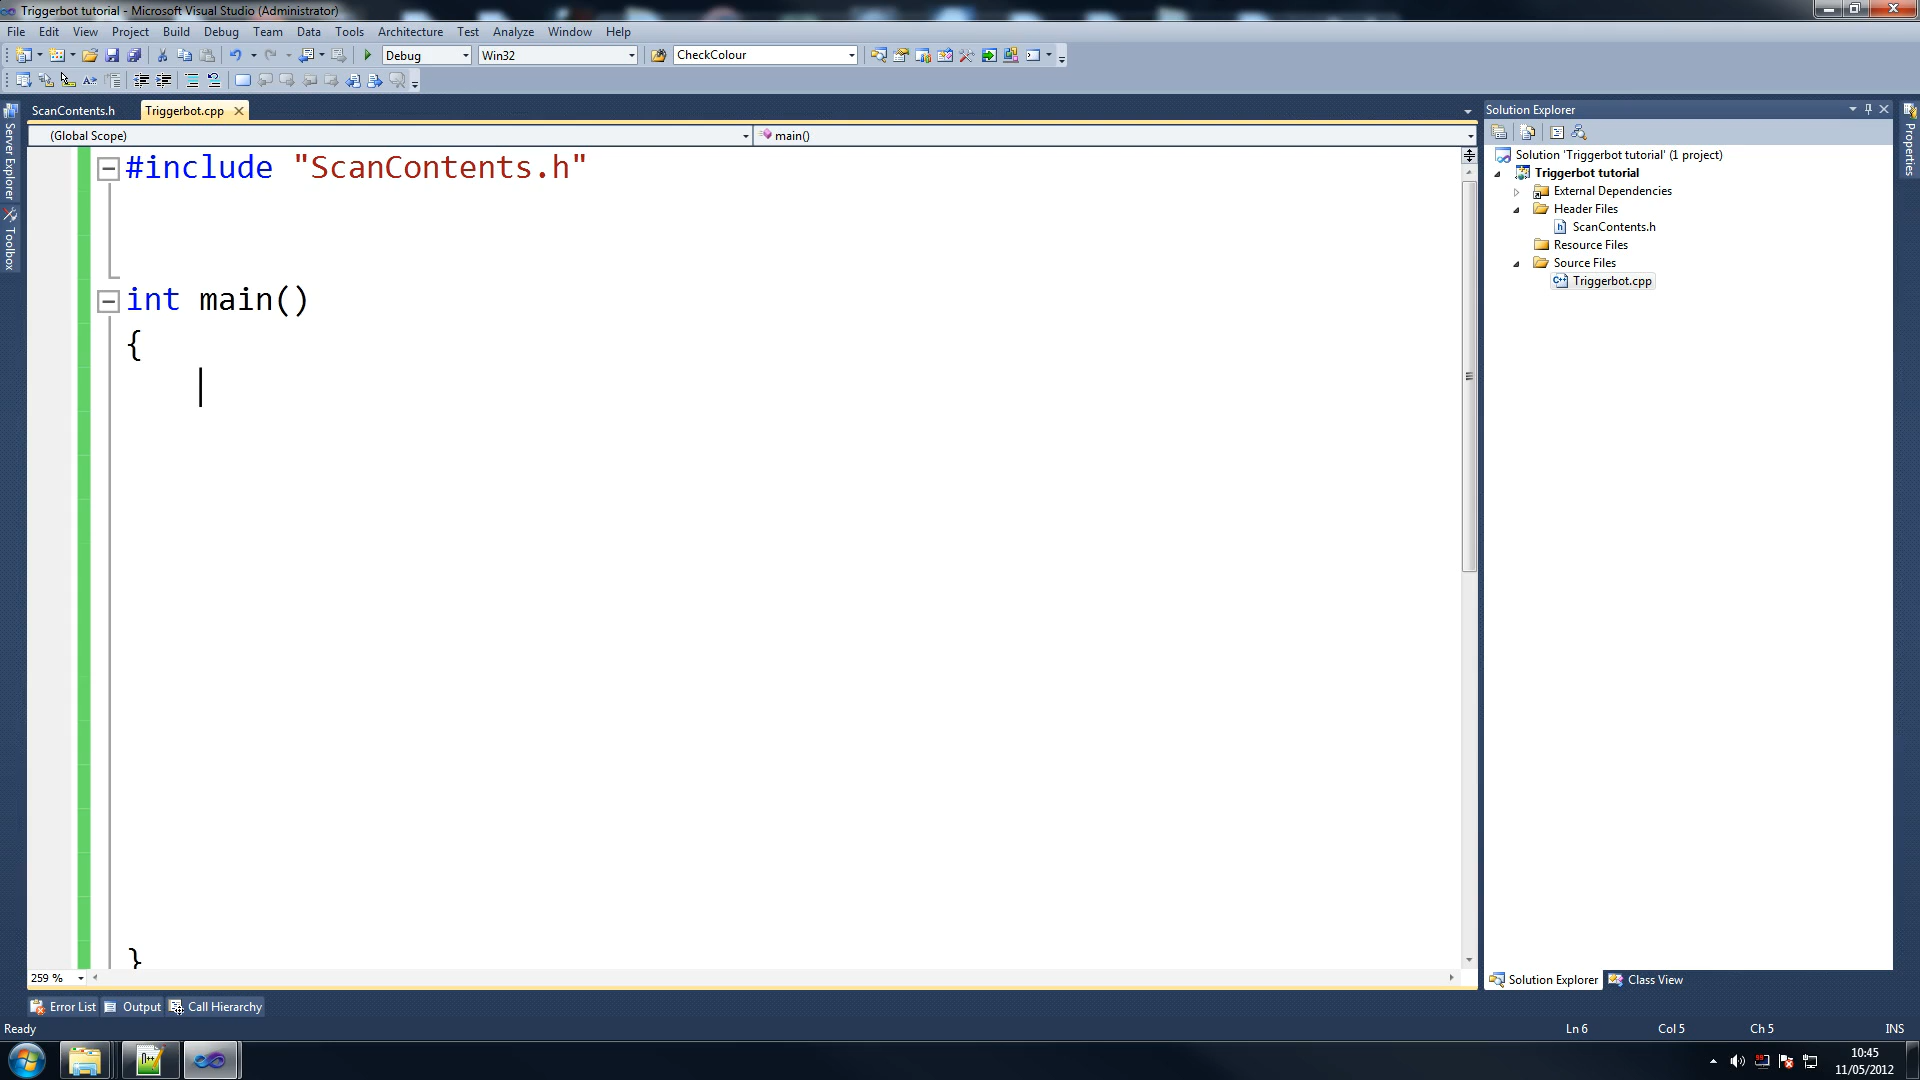 Triggerbot tutorial - Microsoft Visual Studio (Administrator)
File Edit View Project Build Debug Team Data Tools Architecture Test Analyze Window Help
Debug Win32 CheckColour
ScanContents.h Triggerbot.cpp
(Global Scope) main()
#include "ScanContents.h"
int main()
{
}
259 %
Server Explorer
Toolbox
Solution Explorer
Solution 'Triggerbot tutorial' (1 project)
Triggerbot tutorial
External Dependencies
Header Files
ScanContents.h
Resource Files
Source Files
Triggerbot.cpp
Properties
Solution Explorer Class View
Error List Output Call Hierarchy
Ready Ln 6 Col 5 Ch 5 INS
10:45
11/05/2012